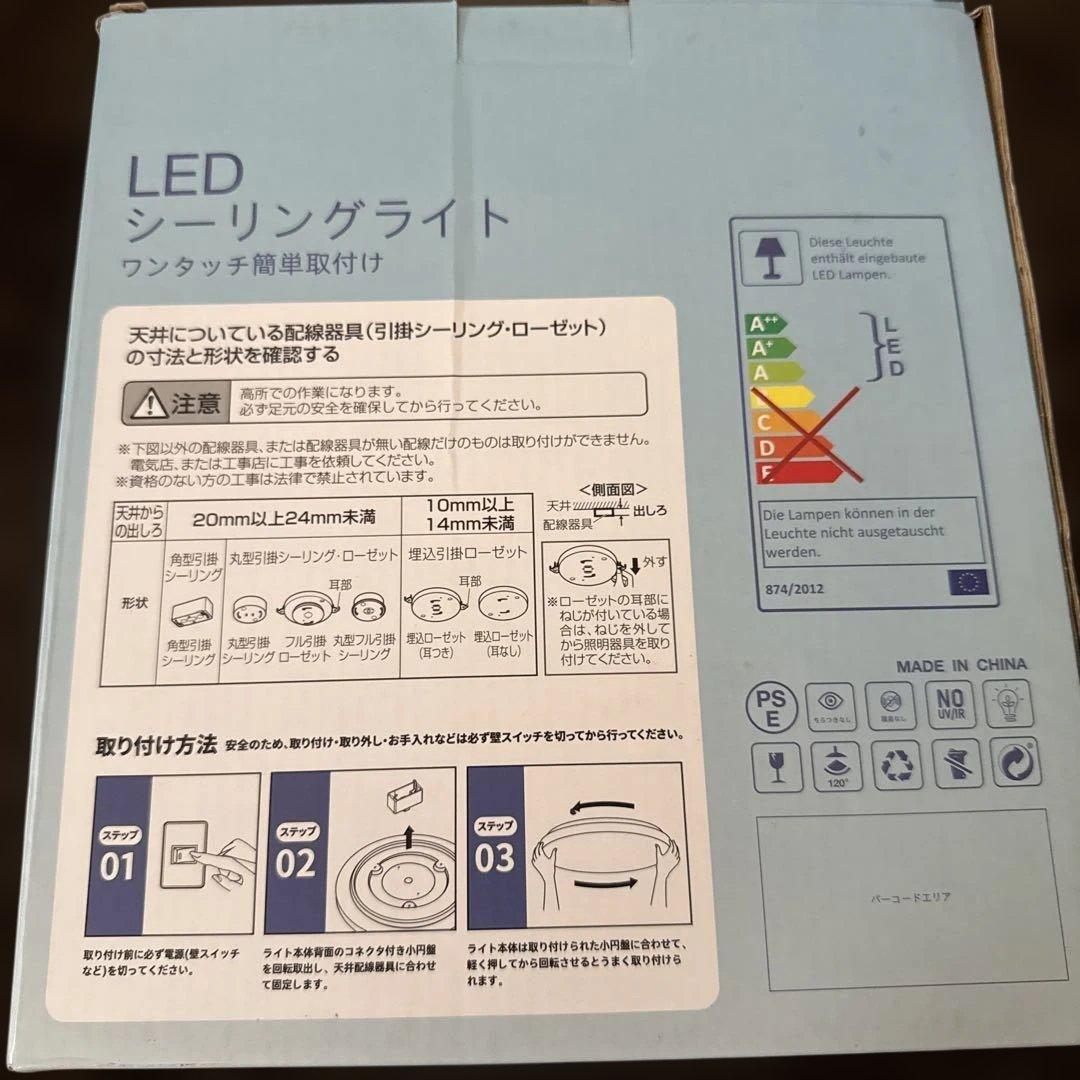 LED
シーリングライト
ワンタッチ簡単取付け
天井についている配線器具(引掛シーリング・ローゼット)
の寸法と形状を確認する
注意
高所での作業になります。
必ず足元の安全を確保してから行ってください。
※下図以外の配線器具、または配線器具が無い配線だけのものは取り付けができません。
電気店、または工事店に工事を依頼してください。
※資格のない方の工事は法律で禁止されています。
天井から
の出しろ
20mm以上24mm未満
10mm以上
14mm未満
形状
角型引掛
シーリング
丸型引掛シーリング・ローゼット
埋込引掛ローゼット
耳部
耳部
角型引掛
シーリング
丸型引掛
シーリング
フル引掛
ローゼット
丸型フル引掛
シーリング
埋込ローゼット
(耳つき)
埋込ローゼット
(耳なし)
<側面図>
天井
配線器具
出しろ
外す
※ローゼットの耳部に
ねじが付いている場
合は、ねじを外して
から照明器具を取り
付けてください。
取り付け方法 安全のため、取り付け・取り外し・お手入れなどは必ず壁スイッチを切ってから行ってください。
ステップ
01
取り付け前に必ず電源(壁スイッチ
など)を切ってください。
ステップ
02
ライト本体背面のコネクタ付き小円盤
を回転取出し、天井配線器具に合わせ
て固定します。
ステップ
03
ライト本体は取り付けられた小円盤に合わせて、
軽く押してから回転させるとうまく取り付けら
れます。
Diese Leuchte
enthält eingebaute
LED Lampen.
A++
A+
A
C
D
E
L
E
D
Die Lampen können in der
Leuchte nicht ausgetauscht
werden.
874/2012
MADE IN CHINA
PS
E
ちらつきなし
NO
UV/IR
120°
バーコードエリア